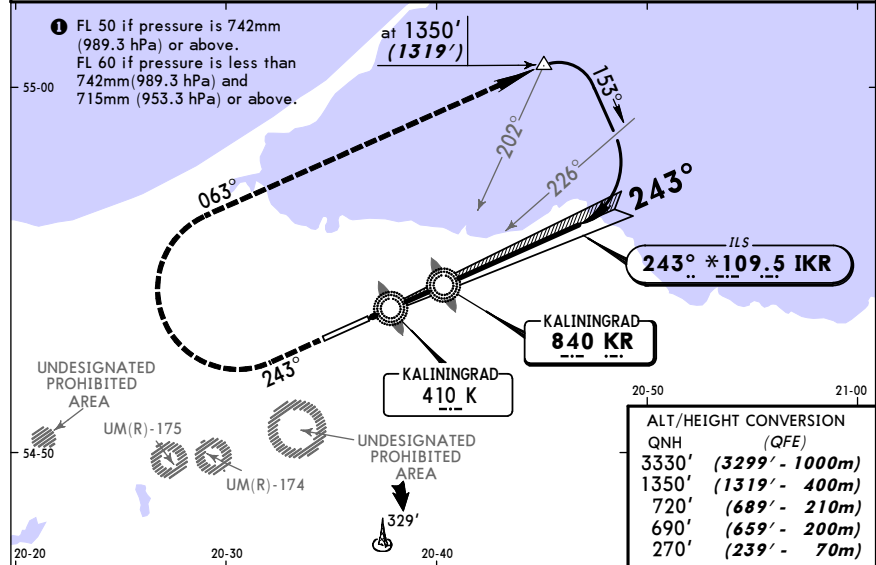 ❶ FL 50 if pressure is 742mm
(989.3 hPa) or above.
FL 60 if pressure is less than
742mm(989.3 hPa) and
715mm (953.3 hPa) or above.
at 1350'
(1319')
55-00
153°
202°
226°
063°
243°
ILS
243° *109.5 IKR
KALININGRAD
840 KR
KALININGRAD
410 K
243°
UNDESIGNATED
PROHIBITED
AREA
UM(R)-175
UM(R)-174
54-50
UNDESIGNATED
PROHIBITED
AREA
329'
20-20
20-30
20-40
20-50
21-00
ALT/HEIGHT CONVERSION
QNH (QFE)
3330' (3299' - 1000m)
1350' (1319' - 400m)
720' (689' - 210m)
690' (659' - 200m)
270' (239' - 70m)